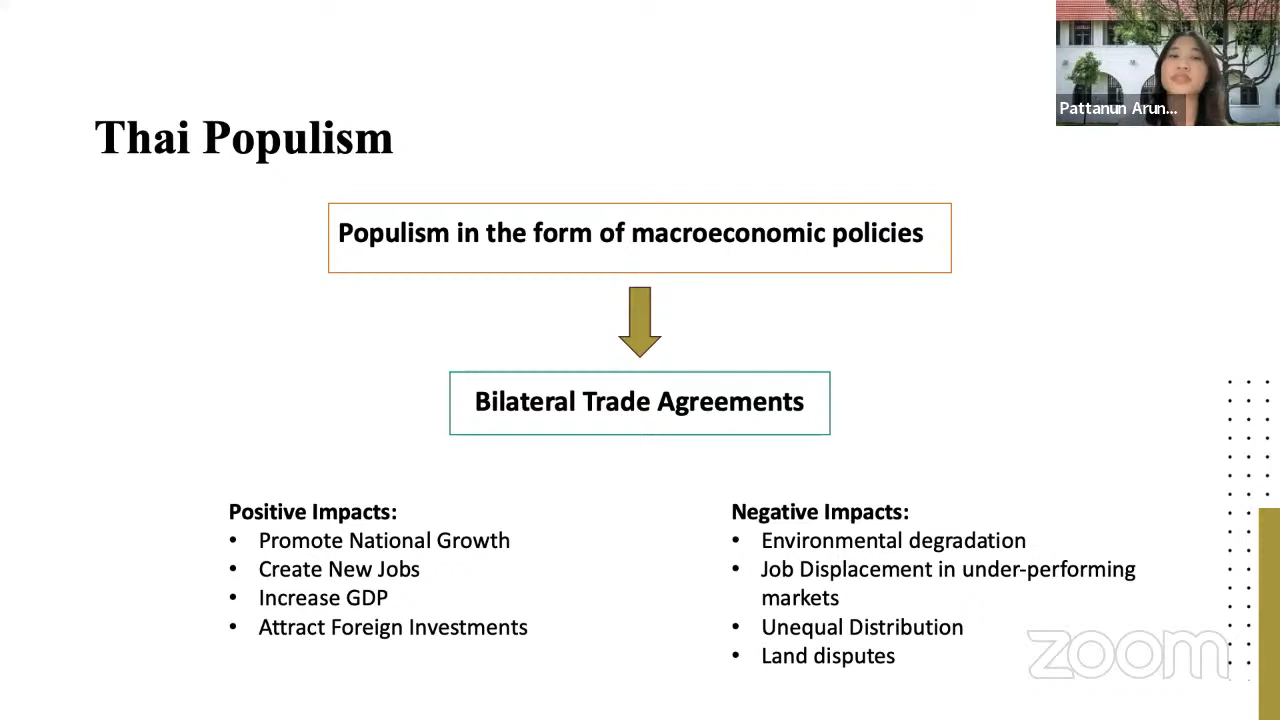 Pattanun Arun...
Thai Populism
Populism in the form of macroeconomic policies
Bilateral Trade Agreements
Positive Impacts:
• Promote National Growth
• Create New Jobs
• Increase GDP
• Attract Foreign Investments
Negative Impacts:
• Environmental degradation
• Job Displacement in under-performing
markets
• Unequal Distribution
• Land disputes
zoom